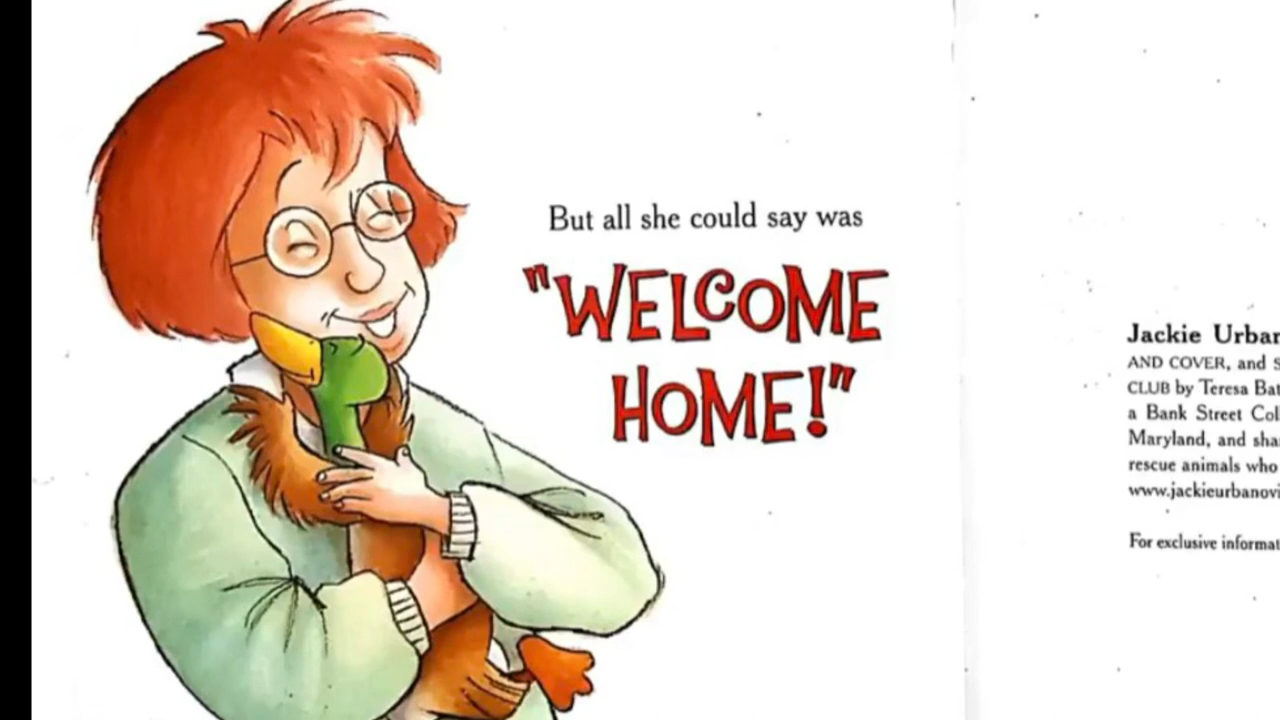 But all she could say was
"WELCOME
HOME!"
Jackie
AND COVER, and
CLUB by Teresa
a Bank Street
Maryland, and
rescue animals who
For exclusive